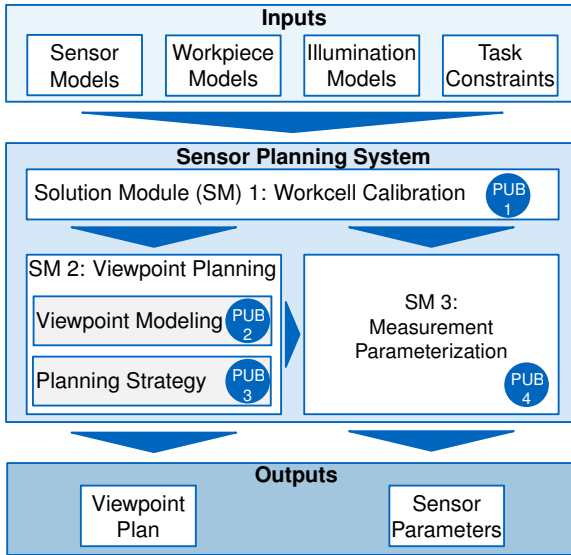 Inputs
Sensor
Models
Workpiece
Models
Illumination
Models
Task
Constraints
Sensor Planning System
Solution Module (SM) 1: Workcell Calibration
PUB
1
SM 2: Viewpoint Planning
Viewpoint Modeling
PUB
2
Planning Strategy
PUB
3
SM 3:
Measurement
Parameterization
PUB
4
Outputs
Viewpoint
Plan
Sensor
Parameters